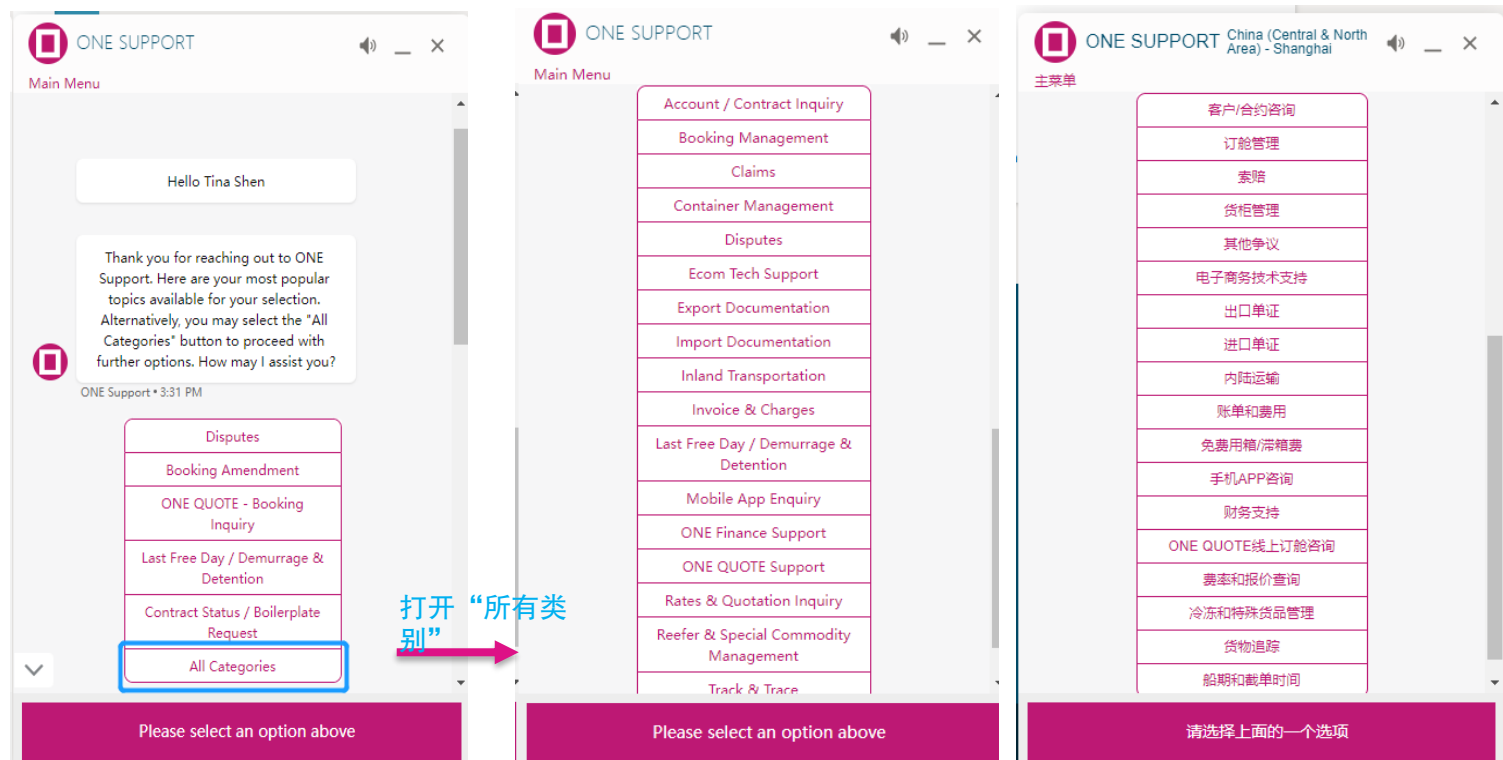 ONE SUPPORT
Main Menu
Hello Tina Shen
Thank you for reaching out to ONE
Support. Here are your most popular
topics available for your selection.
Alternatively, you may select the "All
Categories" button to proceed with
further options. How may I assist you?
ONE Support • 3:31 PM
Disputes
Booking Amendment
ONE QUOTE - Booking
Inquiry
Last Free Day / Demurrage &
Detention
Contract Status / Boilerplate
Request
All Categories
Please select an option above
打开“所有类
别”
ONE SUPPORT
Main Menu
Account / Contract Inquiry
Booking Management
Claims
Container Management
Disputes
Ecom Tech Support
Export Documentation
Import Documentation
Inland Transportation
Invoice & Charges
Last Free Day / Demurrage &
Detention
Mobile App Enquiry
ONE Finance Support
ONE QUOTE Support
Rates & Quotation Inquiry
Reefer & Special Commodity
Management
Track & Trace
Please select an option above
ONE SUPPORT
China (Central & North
Area) - Shanghai
主菜单
客户/合约咨询
订舱管理
索赔
货柜管理
其他争议
电子商务技术支持
出口单证
进口单证
内陆运输
账单和费用
免费用箱/滞箱费
手机APP咨询
财务支持
ONE QUOTE线上订舱咨询
费率和报价查询
冷冻和特殊货品管理
货物追踪
船期和截单时间
请选择上面的一个选项